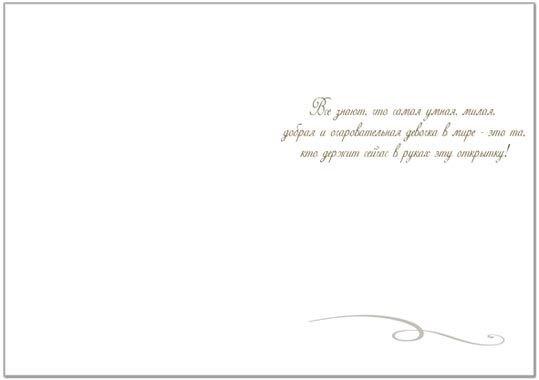 Все знают, что самая умная, милая,
добрая и очаровательная девочка в мире - это та,
кто держит сейчас в руках эту открытку!